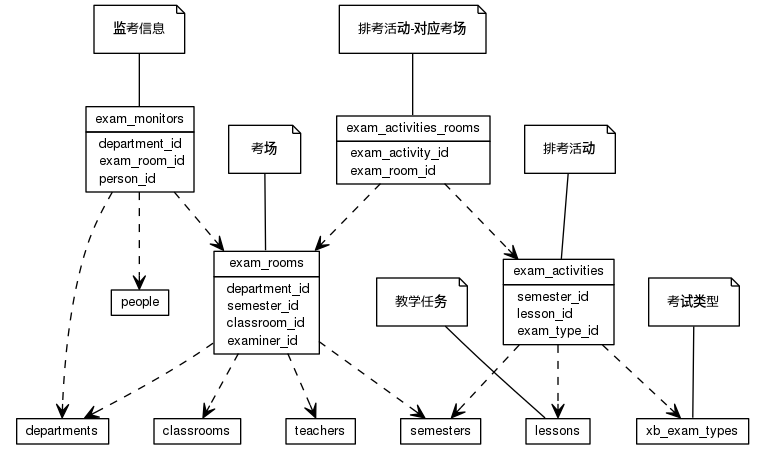 监考信息
排考活动-对应考场
exam_monitors
department_id
exam_room_id
person_id
考场
exam_activities_rooms
exam_activity_id
exam_room_id
排考活动
exam_rooms
department_id
semester_id
classroom_id
examiner_id
people
教学任务
exam_activities
semester_id
lesson_id
exam_type_id
考试类型
departments
classrooms
teachers
semesters
lessons
xb_exam_types